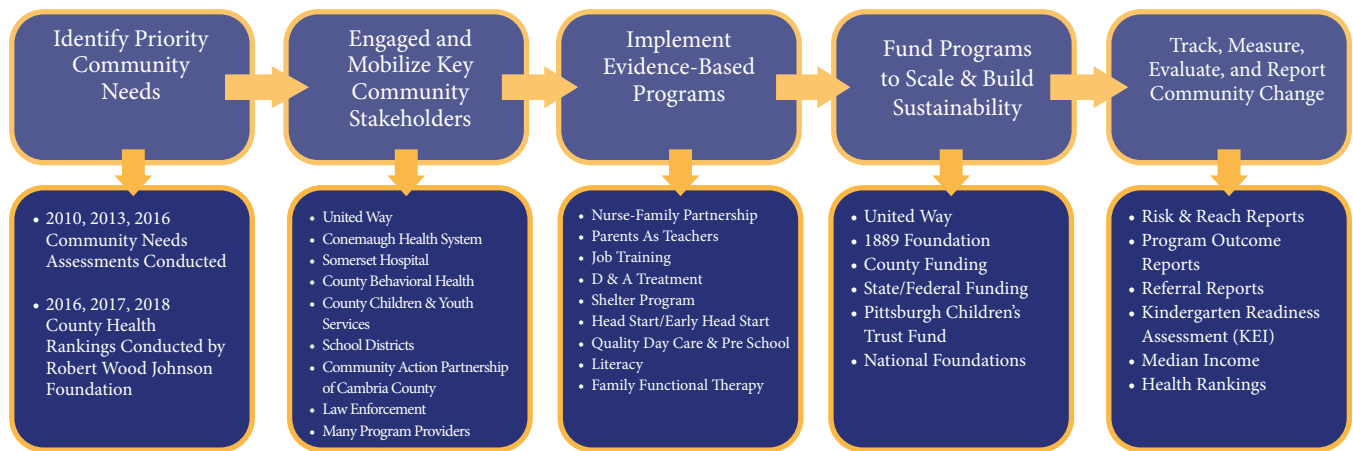 Identify Priority
Community
Needs
Engaged and
Mobilize Key
Community
Stakeholders
Implement
Evidence-Based
Programs
Fund Programs
to Scale & Build
Sustainability
Track, Measure,
Evaluate, and Report
Community Change
• 2010, 2013, 2016
Community Needs
Assessments Conducted
• 2016, 2017, 2018
County Health
Rankings Conducted by
Robert Wood Johnson
Foundation
• United Way
• Conemaugh Health System
• Somerset Hospital
• County Behavioral Health
• County Children & Youth
Services
• School Districts
• Community Action Partnership
of Cambria County
• Law Enforcement
• Many Program Providers
• Nurse-Family Partnership
• Parents As Teachers
• Job Training
• D & A Treatment
• Shelter Program
• Head Start/Early Head Start
• Quality Day Care & Pre School
• Literacy
• Family Functional Therapy
• United Way
• 1889 Foundation
• County Funding
• State/Federal Funding
• Pittsburgh Children's
Trust Fund
• National Foundations
• Risk & Reach Reports
• Program Outcome
Reports
• Referral Reports
• Kindergarten Readiness
Assessment (KEI)
• Median Income
• Health Rankings